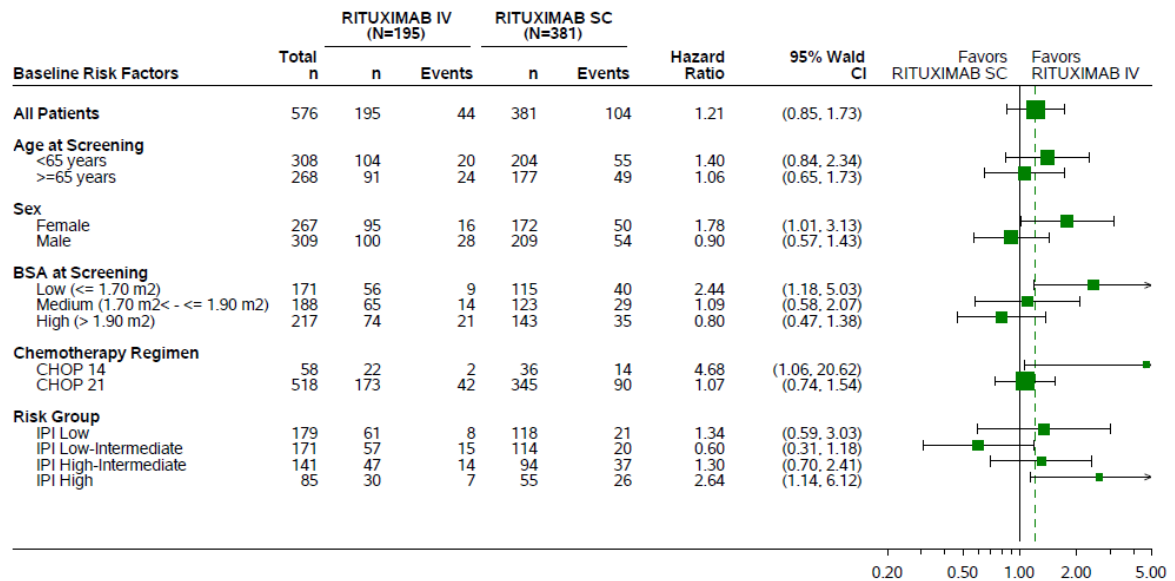 RITUXIMAB IV RITUXIMAB SC
(N=195) (N=381)
Total Hazard 95% Wald Favors Favors
Baseline Risk Factors n n Events n Events Ratio CI RITUXIMAB SC RITUXIMAB IV
All Patients 576 195 44 381 104 1.21 (0.85, 1.73)
Age at Screening
<65 years 308 104 20 204 55 1.40 (0.84, 2.34)
>=65 years 268 91 24 177 49 1.06 (0.65, 1.73)
Sex
Female 267 95 16 172 50 1.78 (1.01, 3.13)
Male 309 100 28 209 54 0.90 (0.57, 1.43)
BSA at Screening
Low (<= 1.70 m2) 171 56 9 115 40 2.44 (1.18, 5.03)
Medium (1.70 m2< - <= 1.90 m2) 188 65 14 123 29 1.09 (0.58, 2.07)
High (> 1.90 m2) 217 74 21 143 35 0.80 (0.47, 1.38)
Chemotherapy Regimen
CHOP 14 58 22 2 36 14 4.68 (1.06, 20.62)
CHOP 21 518 173 42 345 90 1.07 (0.74, 1.54)
Risk Group
IPI Low 179 61 8 118 21 1.34 (0.59, 3.03)
IPI Low-Intermediate 171 57 15 114 20 0.60 (0.31, 1.18)
IPI High-Intermediate 141 47 14 94 37 1.30 (0.70, 2.41)
IPI High 85 30 7 55 26 2.64 (1.14, 6.12)
0.20 0.50 1.00 2.00 5.00